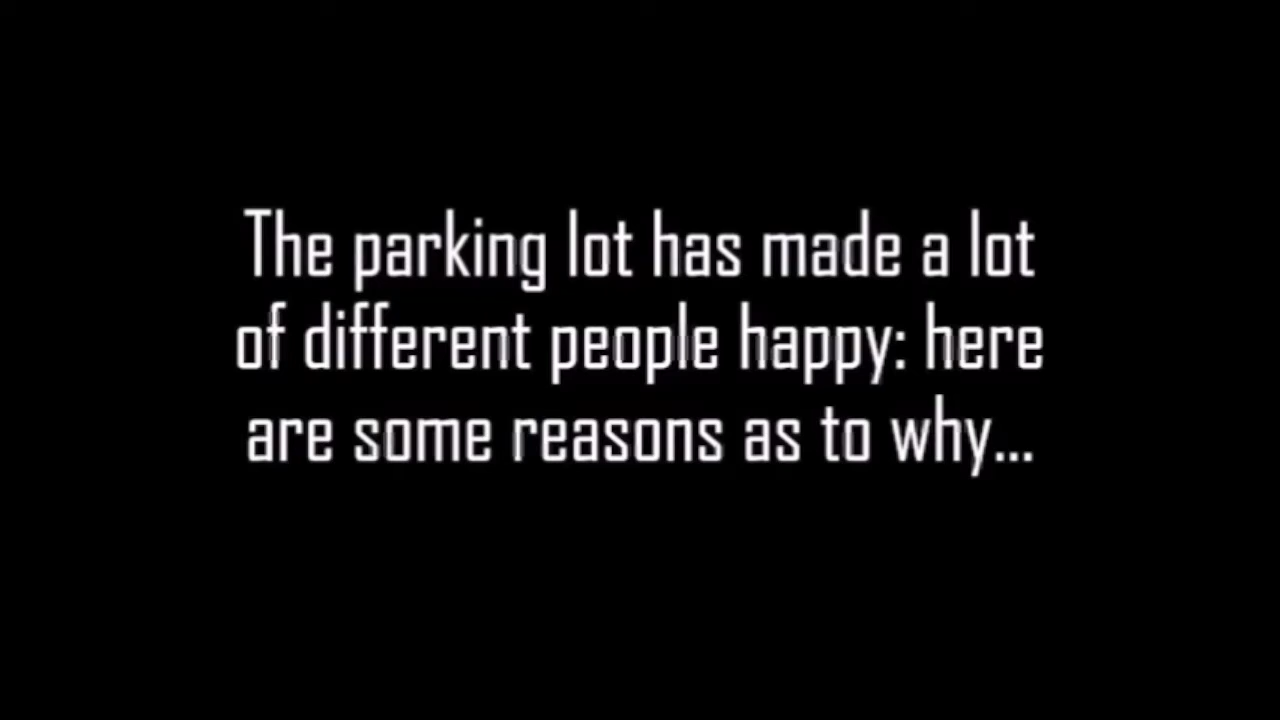 The parking lot has made a lot
of different people happy: here
are some reasons as to why...